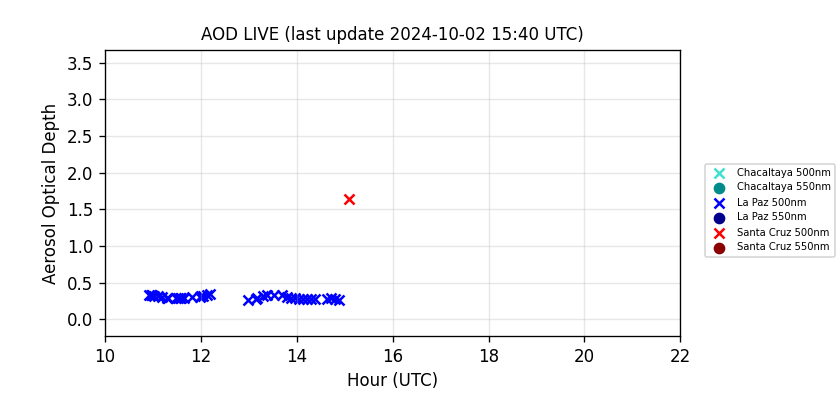 AOD LIVE (last update 2024-10-02 15:40 UTC)
Aerosol Optical Depth
3.5
3.0
2.5
2.0
1.5
1.0
0.5
0.0
10 12 14 16 18 20 22
Hour (UTC)
Chacaltaya 500nm
Chacaltaya 550nm
La Paz 500nm
La Paz 550nm
Santa Cruz 500nm
Santa Cruz 550nm